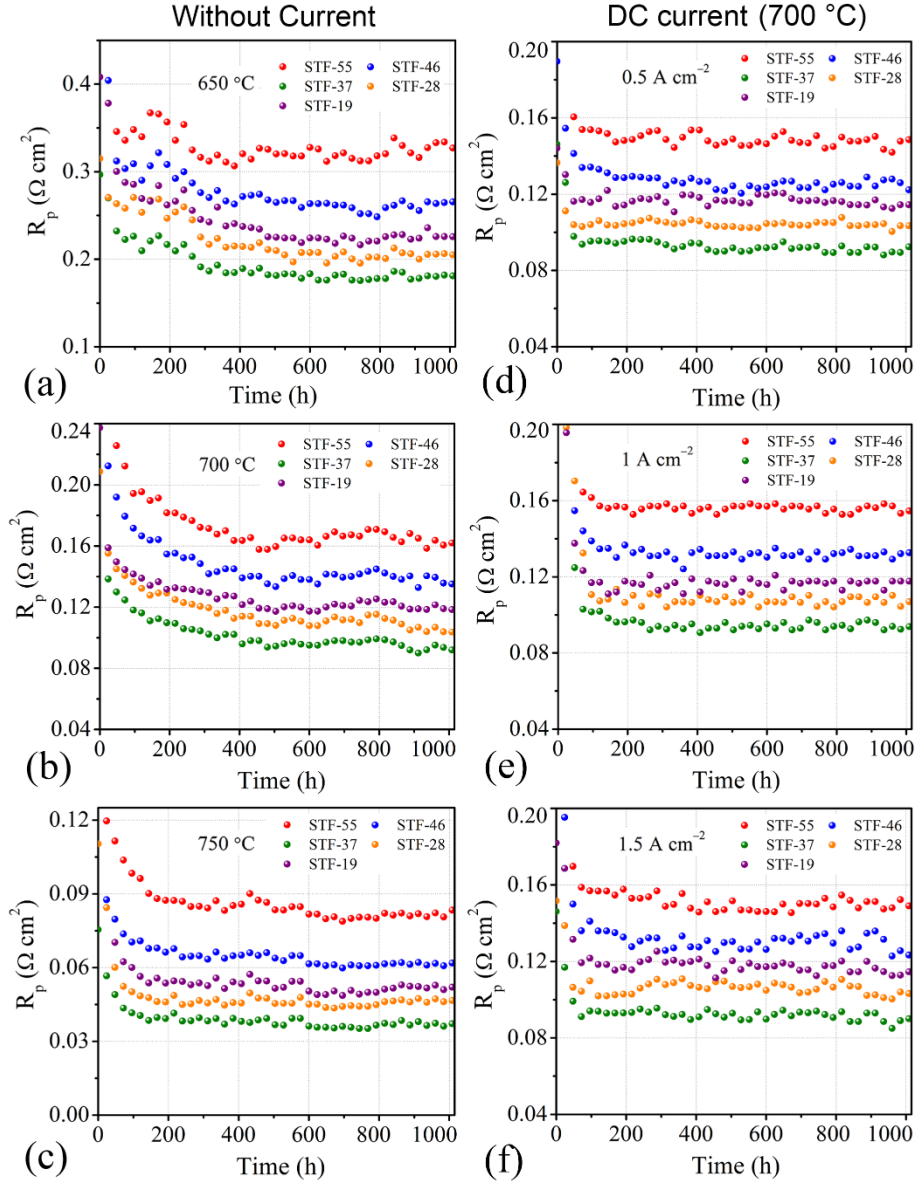 Without Current
DC current (700 °C)
0.4
0.3
0.2
0.1
Rp (Ω cm2)
650 °C
STF-55
STF-46
STF-37
STF-28
STF-19
0
200
400
600
800
1000
Time (h)
(a)
0.20
0.16
0.12
0.08
0.04
Rp (Ω cm2)
0.5 A cm−2
STF-55
STF-46
STF-37
STF-28
STF-19
0
200
400
600
800
1000
Time (h)
(d)
0.24
0.20
0.16
0.12
0.08
0.04
Rp (Ω cm2)
700 °C
STF-55
STF-46
STF-37
STF-28
STF-19
0
200
400
600
800
1000
Time (h)
(b)
0.20
0.16
0.12
0.08
0.04
Rp (Ω cm2)
1 A cm−2
STF-55
STF-46
STF-37
STF-28
STF-19
0
200
400
600
800
1000
Time (h)
(e)
0.12
0.09
0.06
0.03
0.00
Rp (Ω cm2)
750 °C
STF-55
STF-46
STF-37
STF-28
STF-19
0
200
400
600
800
1000
Time (h)
(c)
0.20
0.16
0.12
0.08
0.04
Rp (Ω cm2)
1.5 A cm−2
STF-55
STF-46
STF-37
STF-28
STF-19
0
200
400
600
800
1000
Time (h)
(f)